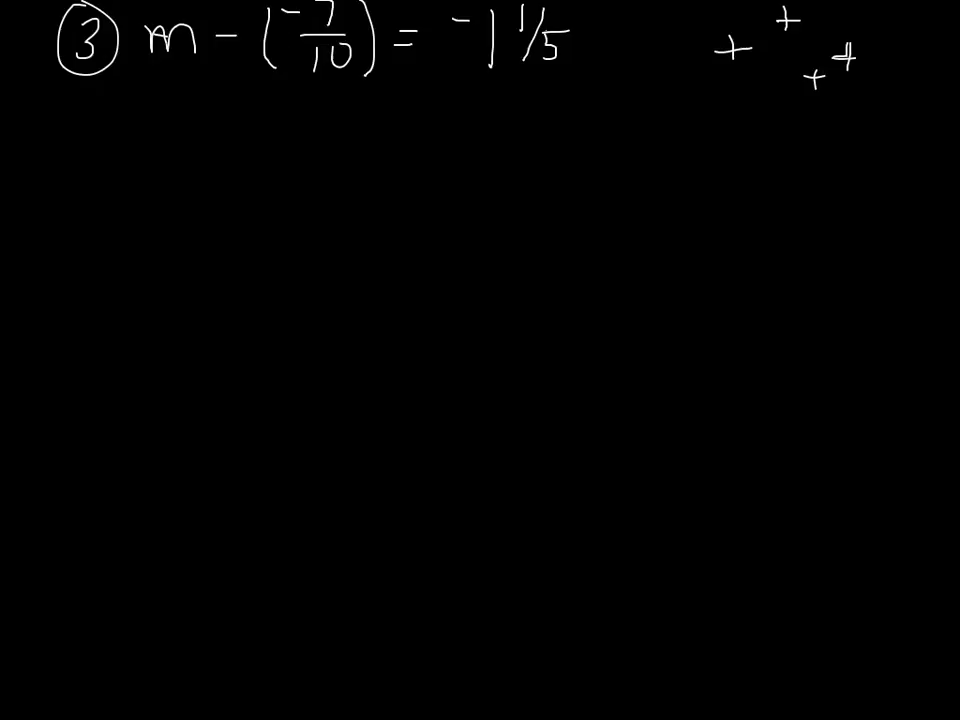 ③ m - (-7/10) = -1 1/5
+ + + +